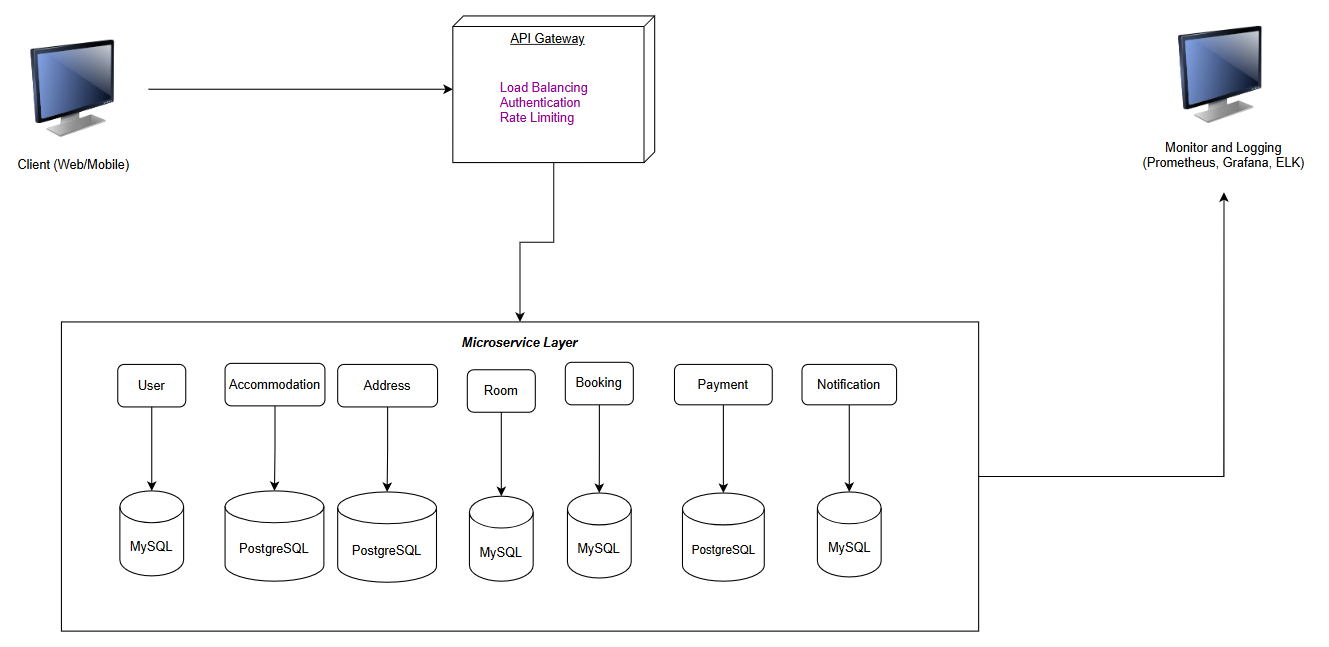 API Gateway
Load Balancing
Authentication
Rate Limiting
Client (Web/Mobile)
Monitor and Logging
(Prometheus, Grafana, ELK)
Microservice Layer
User
Accommodation
Address
Room
Booking
Payment
Notification
MySQL
PostgreSQL
PostgreSQL
MySQL
MySQL
PostgreSQL
MySQL